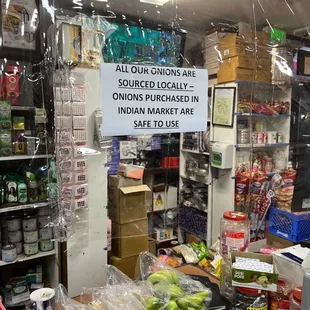 ALL OUR ONIONS ARE
SOURCED LOCALLY –
ONIONS PURCHASED IN
INDIAN MARKET ARE
SAFE TO USE